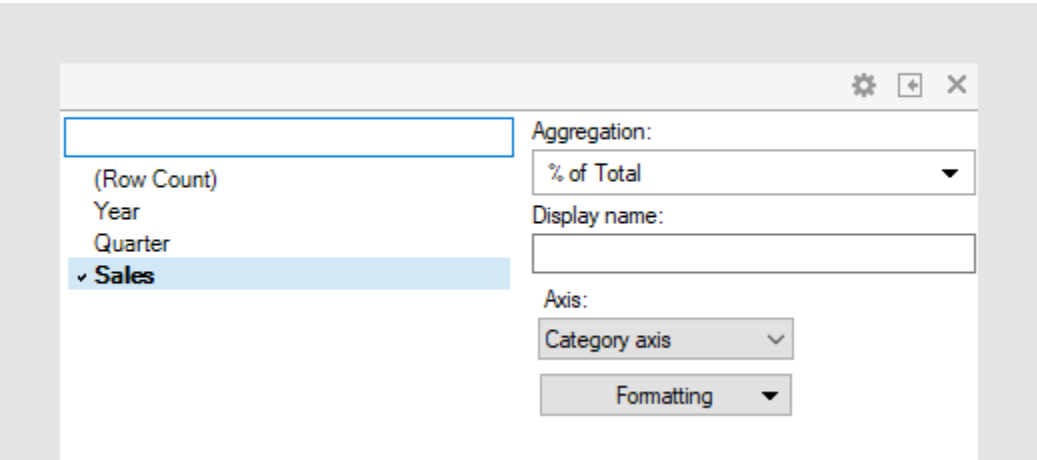 Aggregation:
% of Total
(Row Count)
Year
Quarter
Sales
Display name:
Axis:
Category axis
Formatting